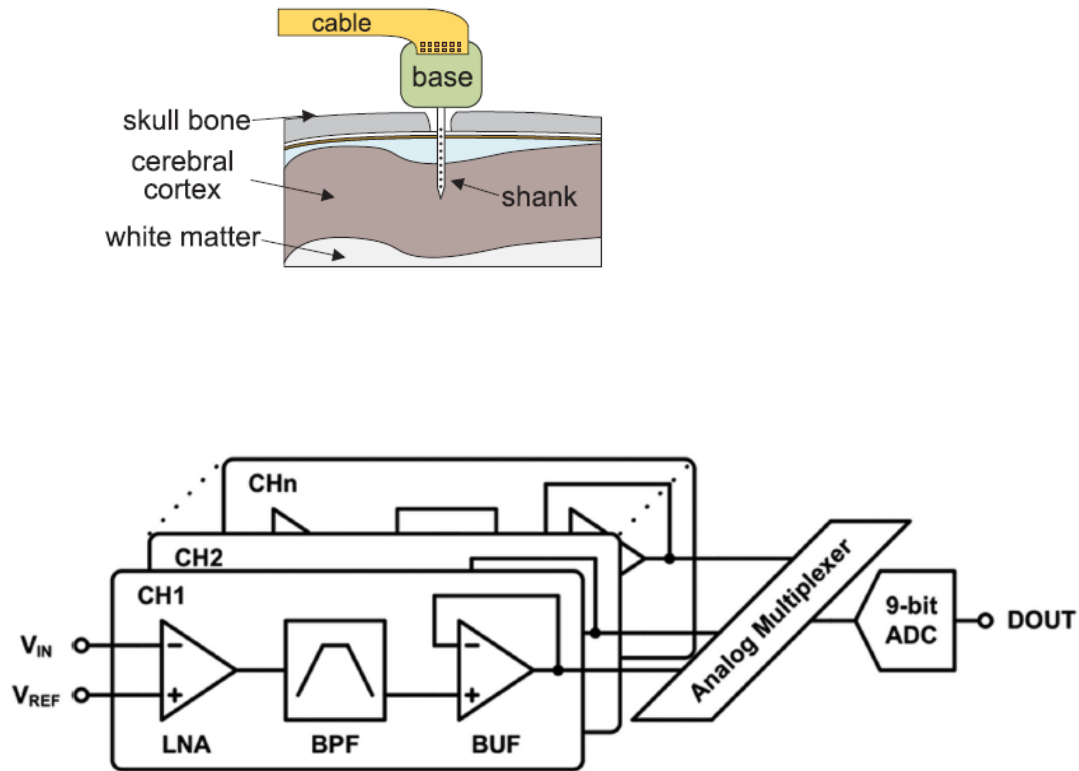 cable
base
skull bone
cerebral
cortex
shank
white matter
CHn
CH2
CH1
VIN
VREF
LNA
BPF
BUF
Analog Multiplexer
9-bit
ADC
DOUT